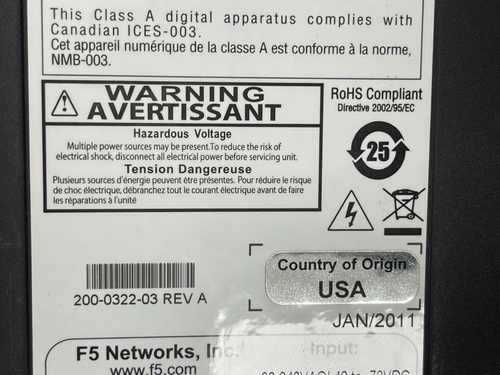 This Class A digital apparatus complies with
Canadian ICES-003.
Cet appareil numérique de la classe A est conforme à la norme,
NMB-003.
WARNING
AVERTISSANT
Hazardous Voltage
Multiple power sources may be present.To reduce the risk of
electrical shock, disconnect all electrical power before servicing unit.
Tension Dangereuse
Plusieurs sources d'énergie peuvent être présentes. Pour réduire le risque
de choc électrique, débranchez tout le courant électrique avant de faire
les réparations à l'unité
RoHS Compliant
Directive 2002/95/EC
25
Country of Origin
USA
200-0322-03 REV A
JAN/2011
F5 Networks, Inc.
www.f5.com
Input: